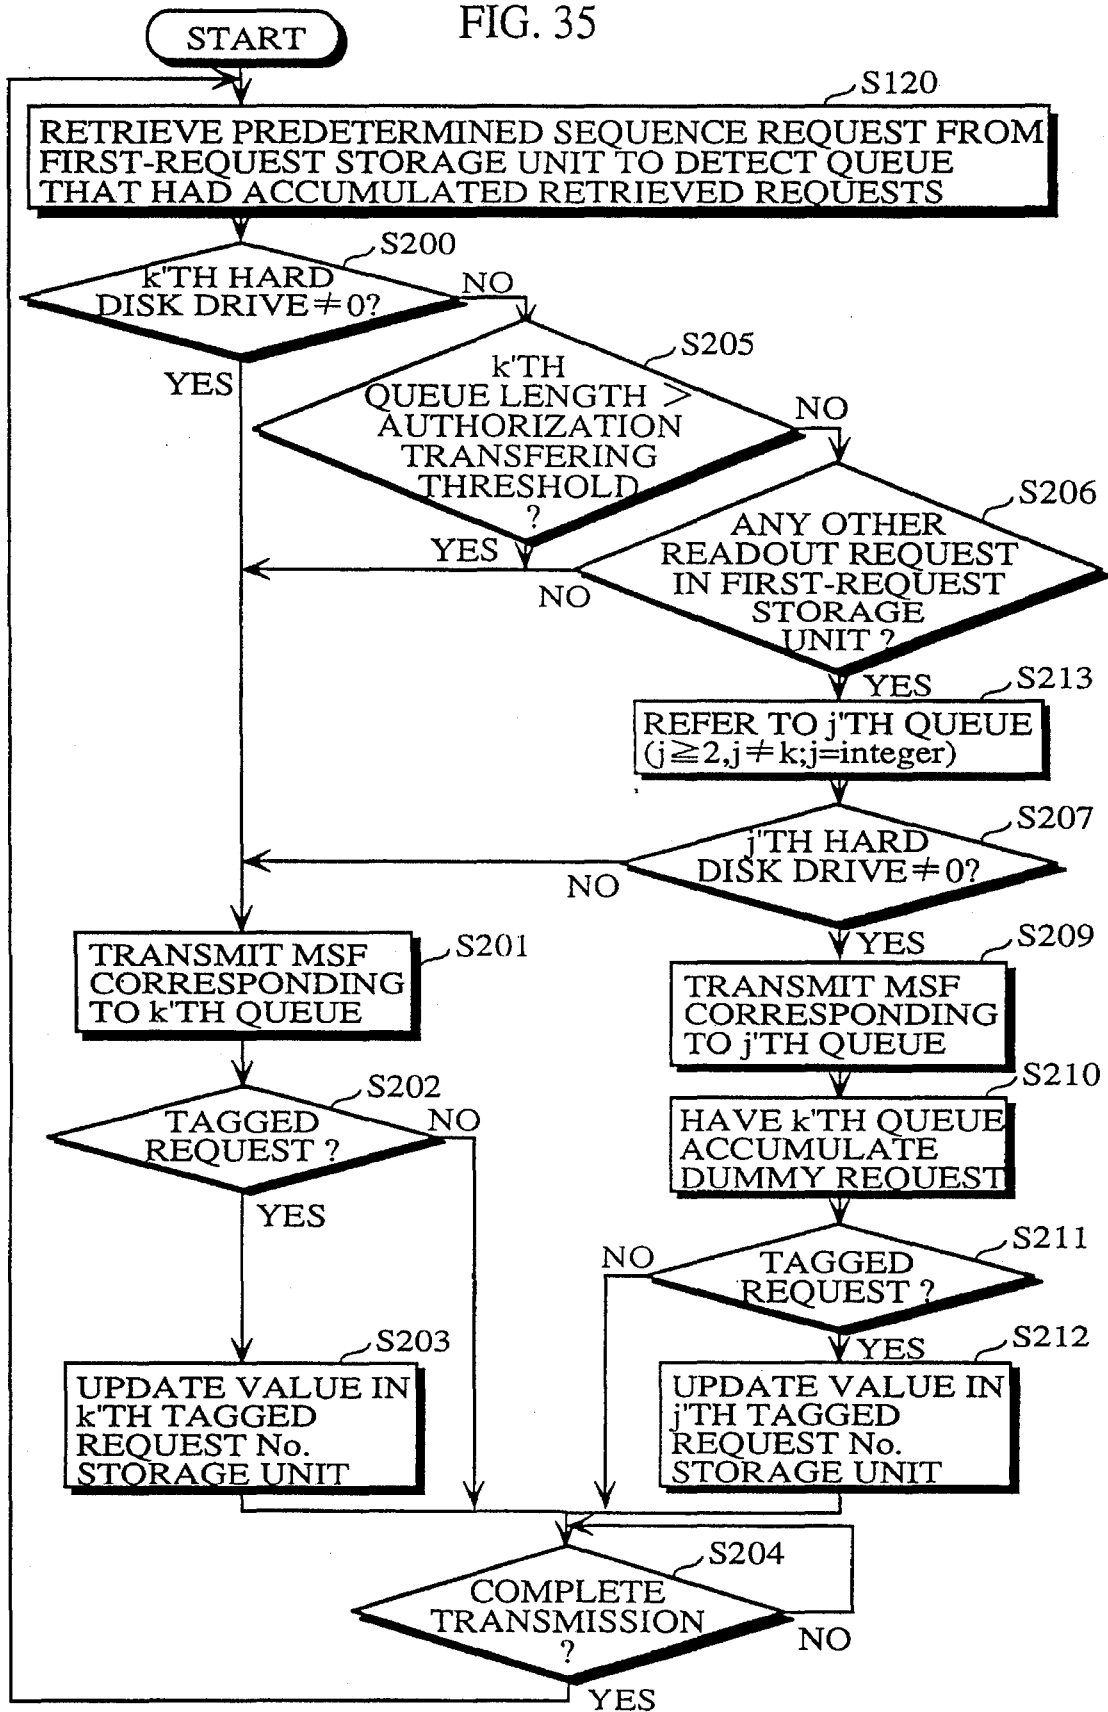 FIG. 35
START
S120
RETRIEVE PREDETERMINED SEQUENCE REQUEST FROM
FIRST-REQUEST STORAGE UNIT TO DETECT QUEUE
THAT HAD ACCUMULATED RETRIEVED REQUESTS
S200
k'TH HARD
DISK DRIVE≠0?
NO
YES
S205
k'TH
QUEUE LENGTH >
AUTHORIZATION
TRANSFERING
THRESHOLD
?
NO
YES
S206
ANY OTHER
READOUT REQUEST
IN FIRST-REQUEST
STORAGE
UNIT ?
NO
YES
S213
REFER TO j'TH QUEUE
(j≧2,j≠k;j=integer)
S207
j'TH HARD
DISK DRIVE≠0?
NO
YES
S201
TRANSMIT MSF
CORRESPONDING
TO k'TH QUEUE
S209
TRANSMIT MSF
CORRESPONDING
TO j'TH QUEUE
S202
TAGGED
REQUEST ?
NO
YES
S210
HAVE k'TH QUEUE
ACCUMULATE
DUMMY REQUEST
S211
TAGGED
REQUEST ?
NO
YES
S203
UPDATE VALUE IN
k'TH TAGGED
REQUEST No.
STORAGE UNIT
S212
UPDATE VALUE IN
j'TH TAGGED
REQUEST No.
STORAGE UNIT
S204
COMPLETE
TRANSMISSION
?
NO
YES